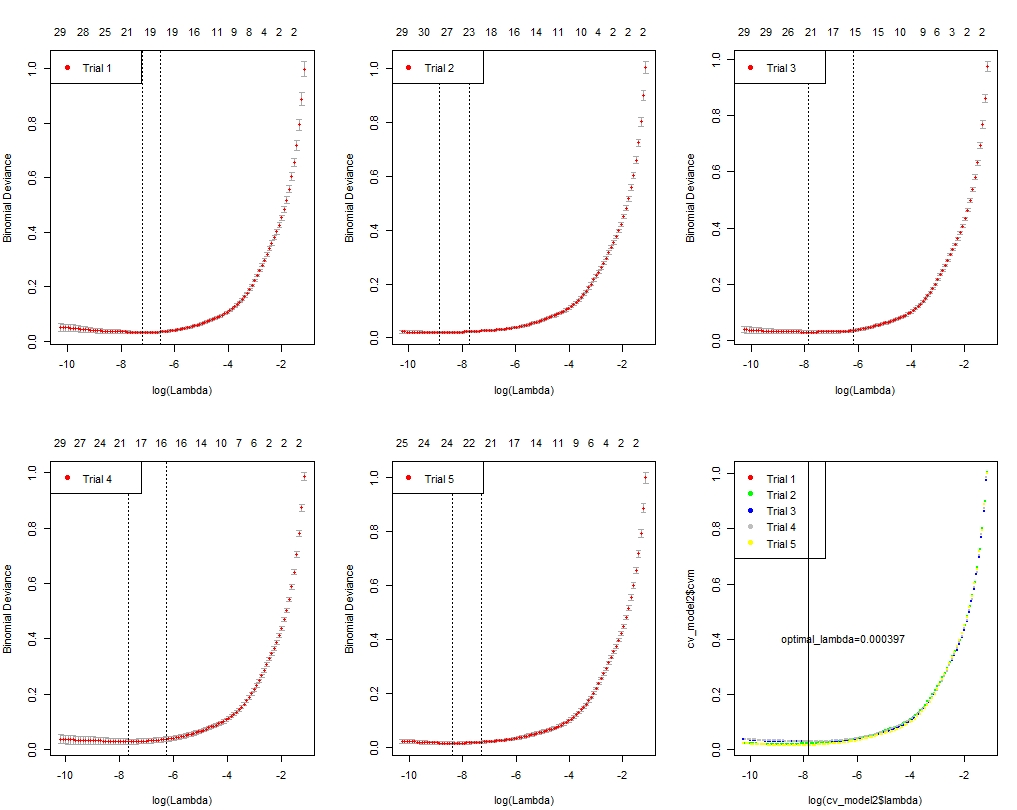 29 28 25 21 19 19 16 14 11 9 8 4 2 2
Trial 1
Binomial Deviance
0.0 0.2 0.4 0.6 0.8 1.0
-10 -8 -6 -4 -2
log(Lambda)
29 30 27 23 18 16 14 11 10 4 2 2 2
Trial 2
Binomial Deviance
0.0 0.2 0.4 0.6 0.8 1.0
-10 -8 -6 -4 -2
log(Lambda)
29 29 26 21 17 15 15 10 9 6 3 2 2
Trial 3
Binomial Deviance
0.0 0.2 0.4 0.6 0.8 1.0
-10 -8 -6 -4 -2
log(Lambda)
29 27 24 21 17 16 16 14 10 7 6 2 2 2
Trial 4
Binomial Deviance
0.0 0.2 0.4 0.6 0.8 1.0
-10 -8 -6 -4 -2
log(Lambda)
25 24 24 22 21 17 14 11 9 6 4 2 2
Trial 5
Binomial Deviance
0.0 0.2 0.4 0.6 0.8 1.0
-10 -8 -6 -4 -2
log(Lambda)
Trial 1
Trial 2
Trial 3
Trial 4
Trial 5
optimal_lambda=0.000397
cv_model2$cvm
0.0 0.2 0.4 0.6 0.8 1.0
-10 -8 -6 -4 -2
log(cv_model2$lambda)